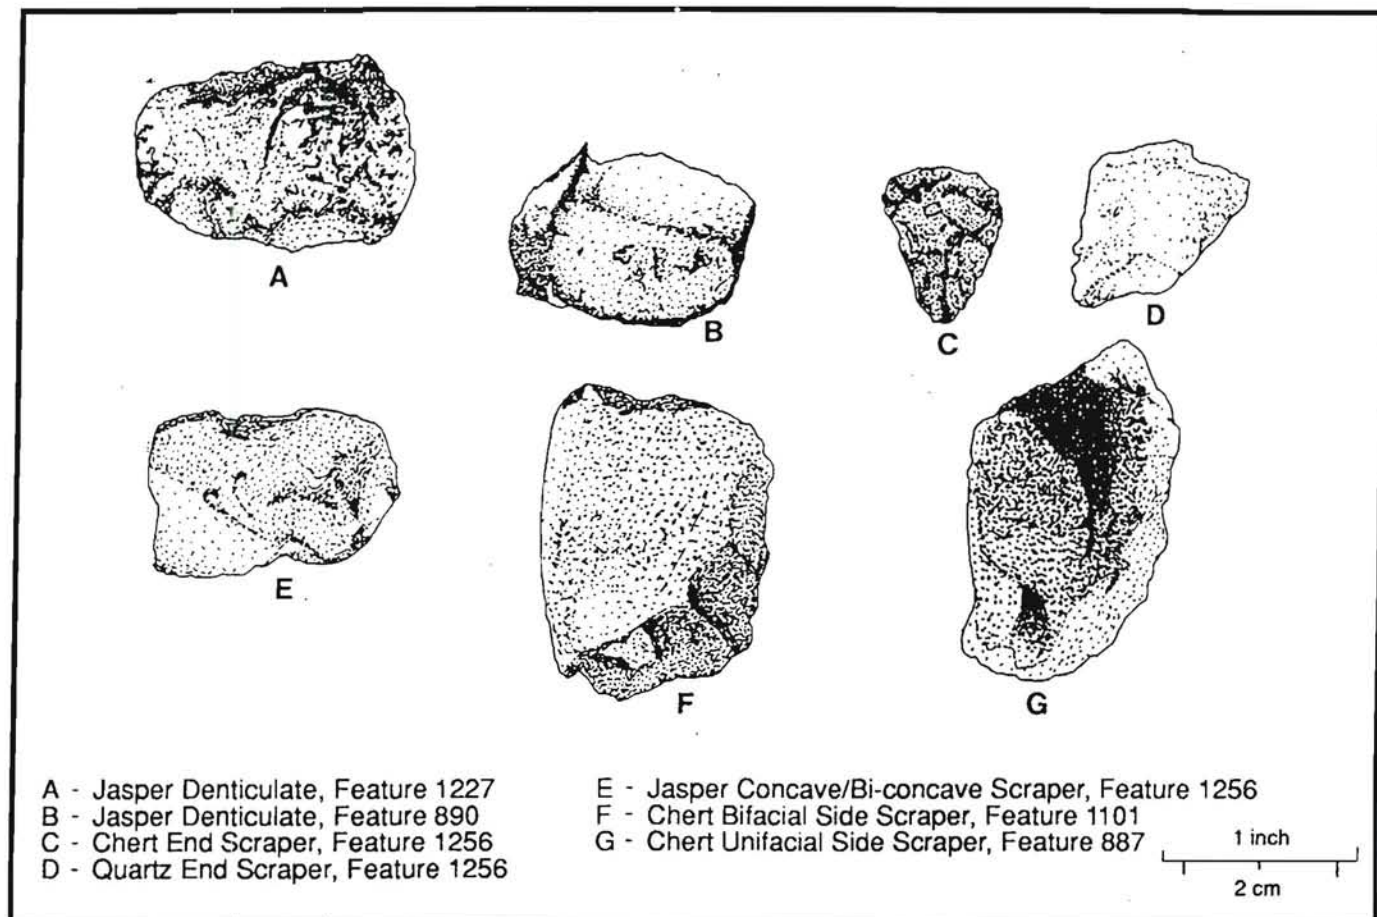 A
B
C
D
E
F
G
A - Jasper Denticulate, Feature 1227
B - Jasper Denticulate, Feature 890
C - Chert End Scraper, Feature 1256
D - Quartz End Scraper, Feature 1256
E - Jasper Concave/Bi-concave Scraper, Feature 1256
F - Chert Bifacial Side Scraper, Feature 1101
G - Chert Unifacial Side Scraper, Feature 887
1 inch
2 cm